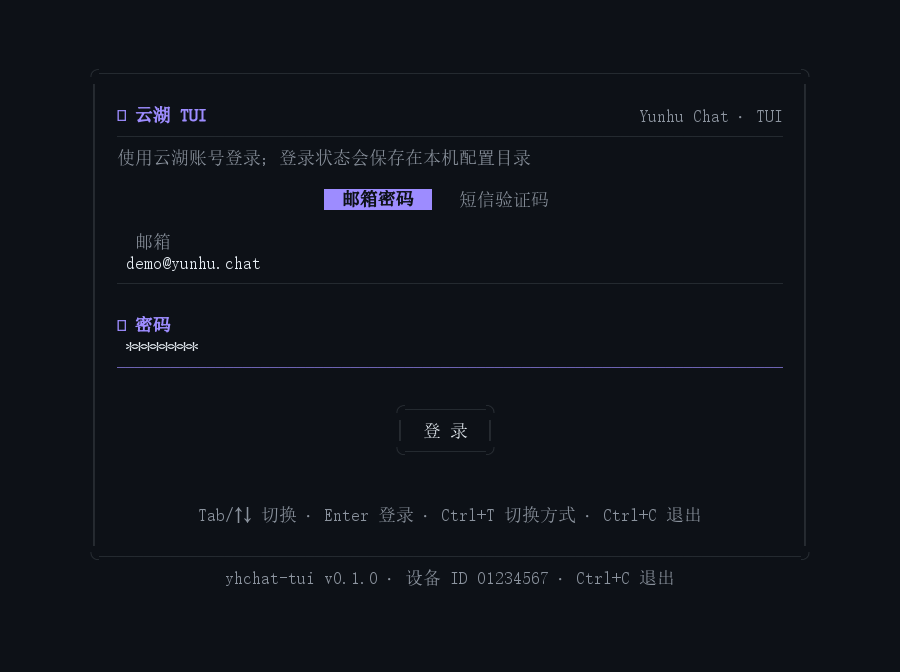 云湖 TUI
Yunhu Chat · TUI
使用云湖账号登录；登录状态会保存在本机配置目录
邮箱密码 短信验证码
邮箱
demo@yunhu.chat
密码
********
登 录
Tab/↑↓ 切换 · Enter 登录 · Ctrl+T 切换方式 · Ctrl+C 退出
yhchat-tui v0.1.0 · 设备 ID 01234567 · Ctrl+C 退出